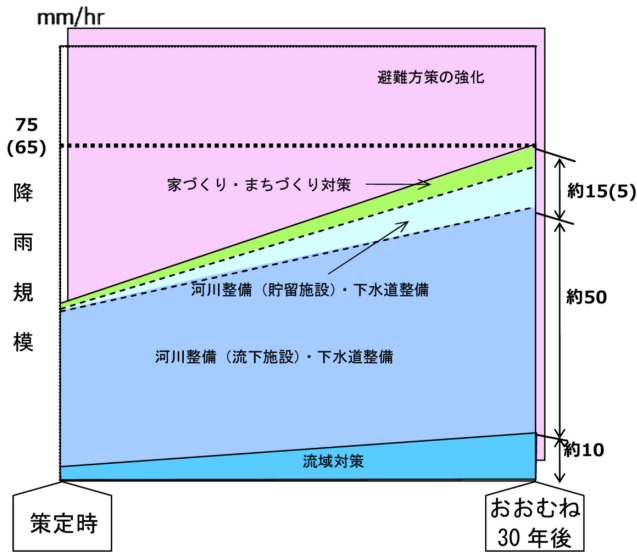 mm/hr
避難方策の強化
75
(65)
家づくり・まちづくり対策
約15(5)
降雨規模
河川整備（貯留施設）・下水道整備
約50
河川整備（流下施設）・下水道整備
約10
流域対策
策定時
おおむね
30年後